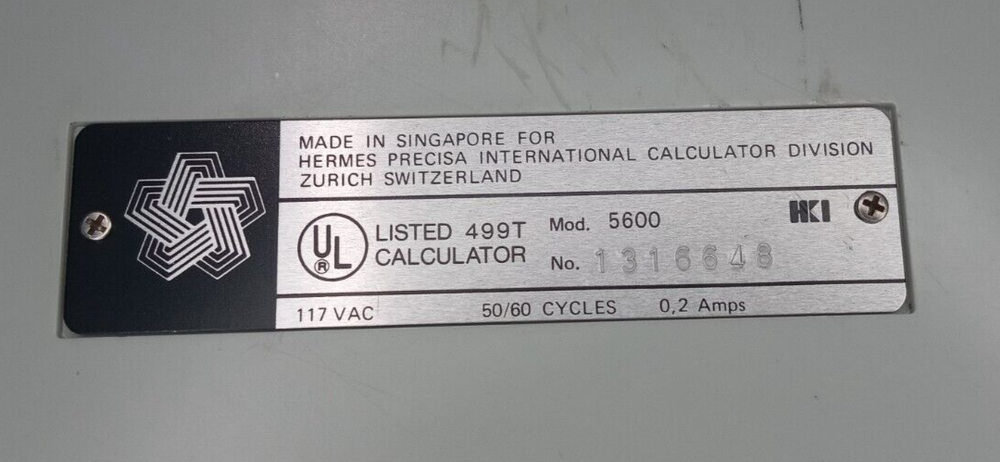 MADE IN SINGAPORE FOR
HERMES PRECISA INTERNATIONAL CALCULATOR DIVISION
ZURICH SWITZERLAND
UL
®
LISTED 499T
CALCULATOR
Mod. 5600
No. 1316648
HKI
117 VAC 50/60 CYCLES 0,2 Amps